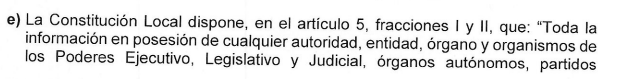 e) La Constitución Local dispone, en el artículo 5, fracciones I y II, que: “Toda la
información en posesión de cualquier autoridad, entidad, órgano y organismos de
los Poderes Ejecutivo, Legislativo y Judicial, órganos autónomos, partidos